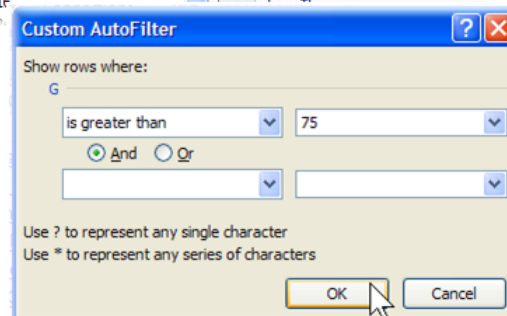 Custom AutoFilter
Show rows where:
G
is greater than 75
And Or
Use ? to represent any single character
Use * to represent any series of characters
OK Cancel